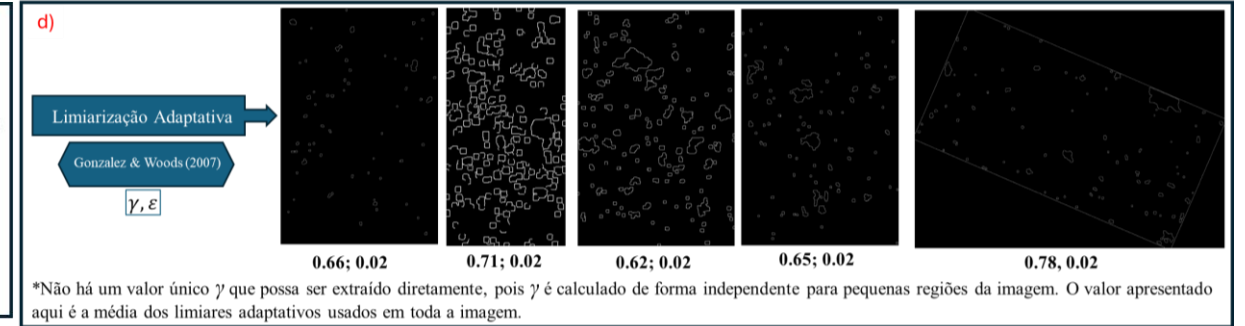 d)
Limiarização Adaptativa
Gonzalez & Woods (2007)
γ, ε
0.66; 0.02
0.71; 0.02
0.62; 0.02
0.65; 0.02
0.78, 0.02
*Não há um valor único γ que possa ser extraído diretamente, pois γ é calculado de forma independente para pequenas regiões da imagem. O valor apresentado
aqui é a média dos limiares adaptativos usados em toda a imagem.